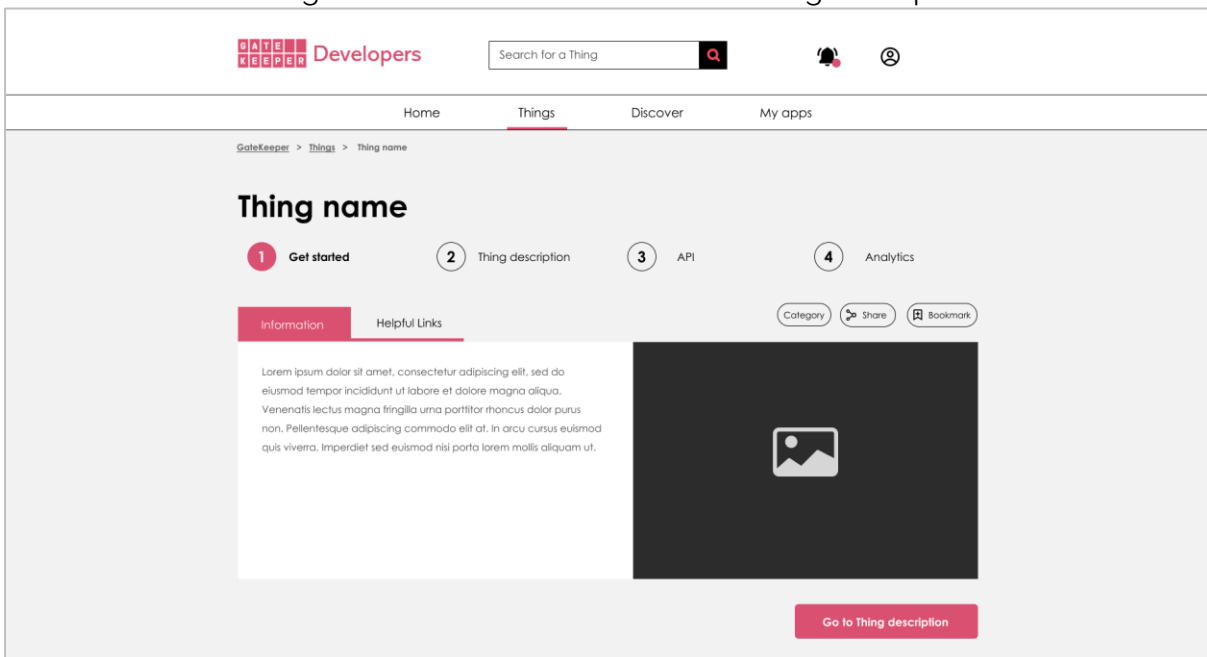 GATE
KEEPER
Developers
Search for a Thing
Home Things Discover My apps
GateKeeper > Things > Thing name
Thing name
1 Get started 2 Thing description 3 API 4 Analytics
Information Helpful Links Category Share Bookmark
Lorem ipsum dolor sit amet, consectetur adipiscing elit, sed do
eiusmod tempor incididunt ut labore et dolore magna aliqua.
Venenatis lectus magna fringilla urna porttitor rhoncus dolor purus
non. Pellentesque adipiscing commodo elit at. In arcu cursus euismod
quis viverra. Imperdiet sed euismod nisi porta lorem mollis aliquam ut.
Go to Thing description